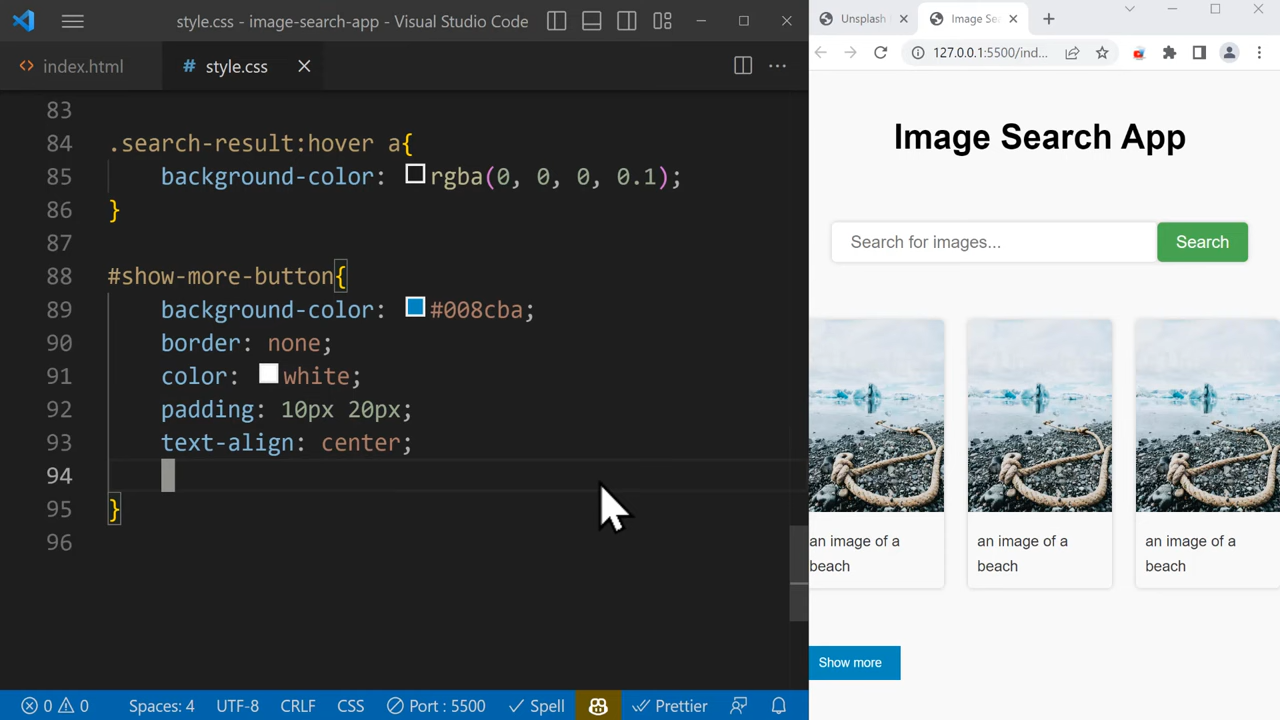 style.css - image-search-app - Visual Studio Code
index.html
# style.css
83
84 .search-result:hover a{
85 background-color: rgba(0, 0, 0, 0.1);
86 }
87
88 #show-more-button{
89 background-color: #008cba;
90 border: none;
91 color: white;
92 padding: 10px 20px;
93 text-align: center;
94
95 }
96
0 0 Spaces: 4 UTF-8 CRLF CSS Port : 5500 Spell Prettier
Unsplash
Image Sea
127.0.0.1:5500/ind...
Image Search App
Search for images...
Search
an image of a
beach
an image of a
beach
an image of a
beach
Show more